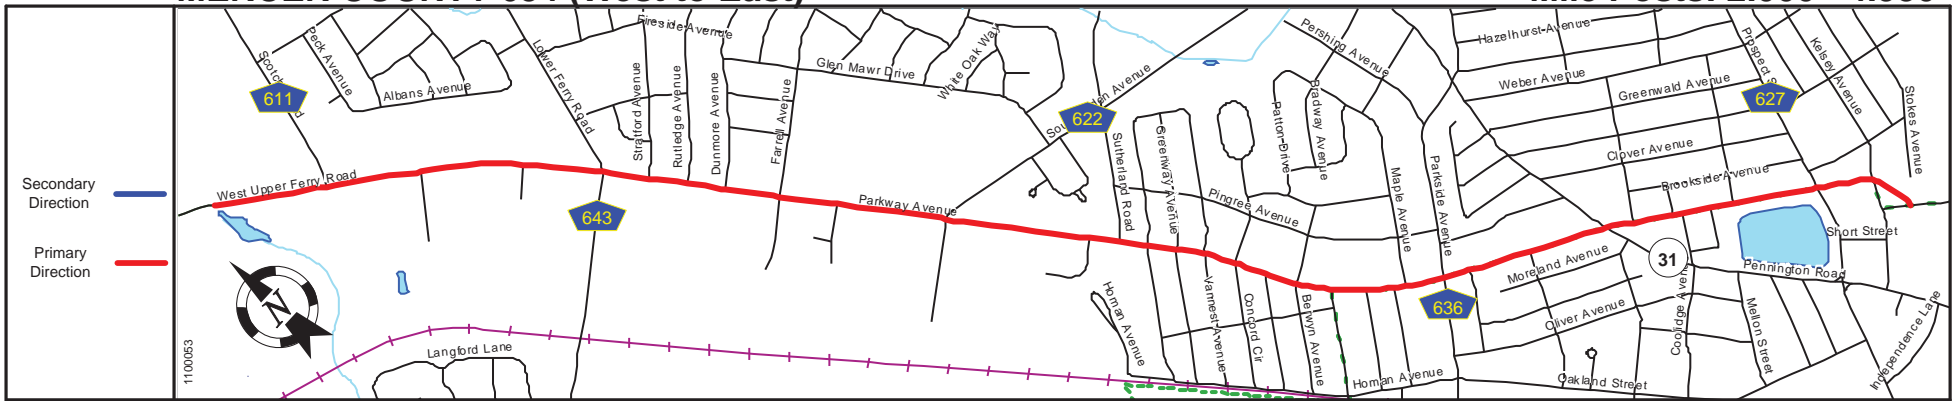 Secondary
Direction
Primary
Direction
1100053
Peck Avenue
611
Albans Avenue
West Upper Ferry Road
Lower Ferry Road
643
Langford Lane
N
Fireside Avenue
Stratford Avenue
Rutledge Avenue
Dunmore Avenue
Farrell Avenue
Glen Mawr Drive
White Oak Way
Parkway Avenue
622
Sutherland Road
Greenway Avenue
Homan Avenue
Vannest Avenue
Concord Cir
Berwyn Avenue
Pingree Avenue
Patton Drive
Bradway Avenue
Pershing Avenue
Maple Avenue
Parkside Avenue
636
Homan Avenue
Hazelhurst Avenue
Weber Avenue
Greenwald Avenue
Clover Avenue
Brookside Avenue
Moreland Avenue
Oliver Avenue
Oakland Street
31
627
Kelsey Avenue
Stokes Avenue
Short Street
Pennington Road
Mellon Street
Independence Lane